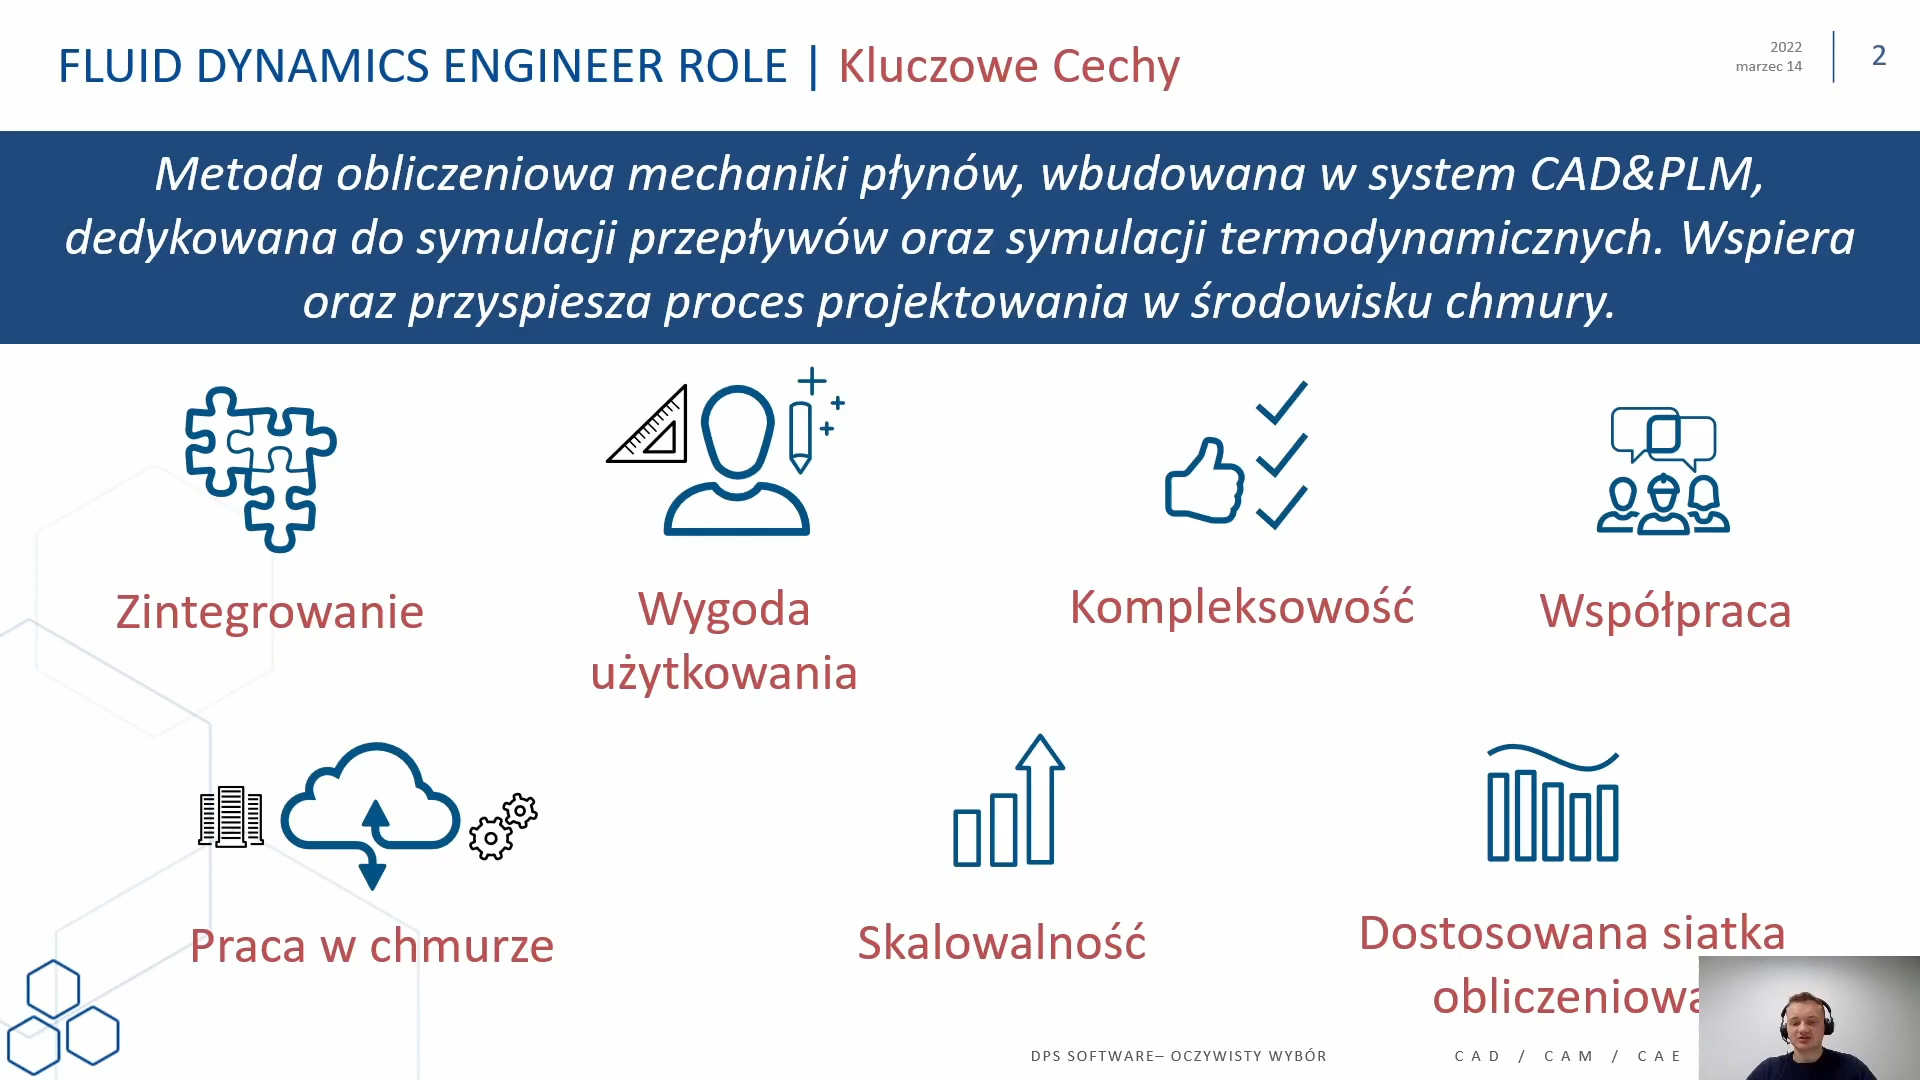 FLUID DYNAMICS ENGINEER ROLE | Kluczowe Cechy
2022
marzec 14
2
Metoda obliczeniowa mechaniki płynów, wbudowana w system CAD&PLM,
dedykowana do symulacji przepływów oraz symulacji termodynamicznych. Wspiera
oraz przyspiesza proces projektowania w środowisku chmury.
Zintegrowanie
Wygoda
użytkowania
Kompleksowość
Współpraca
Praca w chmurze
Skalowalność
Dostosowana siatka
obliczeniowa
DPS SOFTWARE– OCZYWISTY WYBÓR
CAD / CAM / CAE